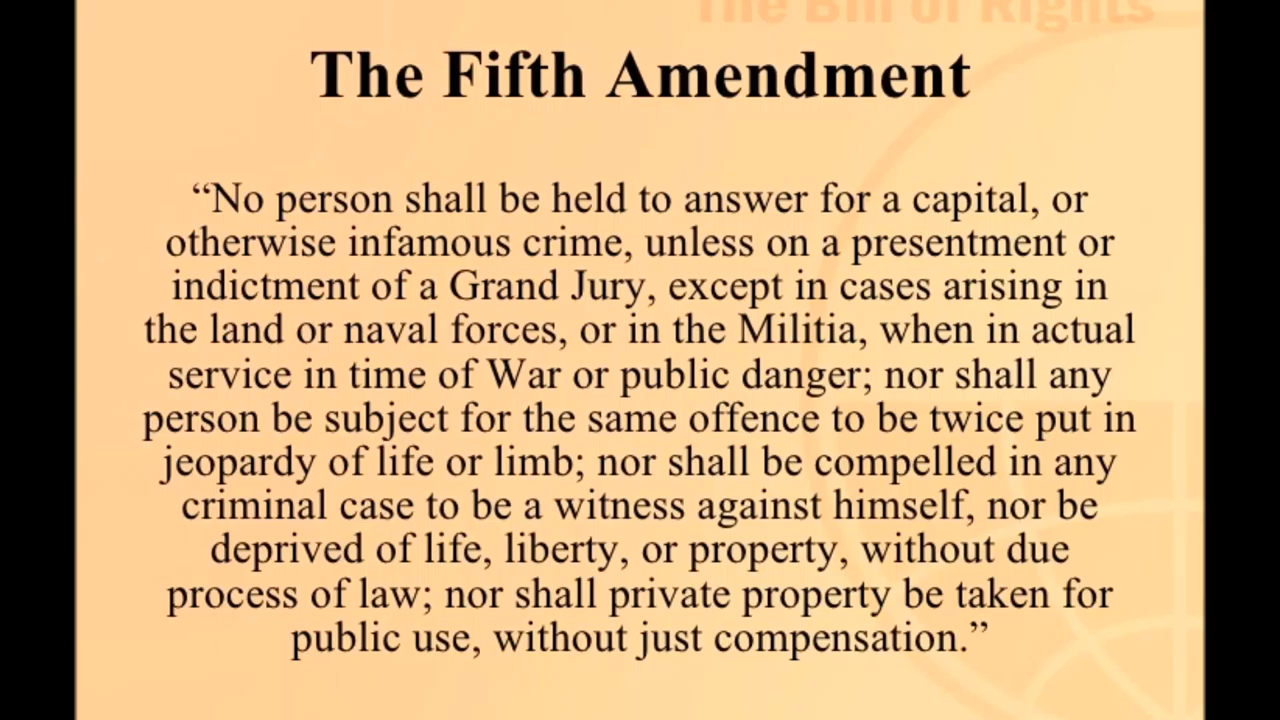 The Bill of Rights
The Fifth Amendment
“No person shall be held to answer for a capital, or
otherwise infamous crime, unless on a presentment or
indictment of a Grand Jury, except in cases arising in
the land or naval forces, or in the Militia, when in actual
service in time of War or public danger; nor shall any
person be subject for the same offence to be twice put in
jeopardy of life or limb; nor shall be compelled in any
criminal case to be a witness against himself, nor be
deprived of life, liberty, or property, without due
process of law; nor shall private property be taken for
public use, without just compensation.”